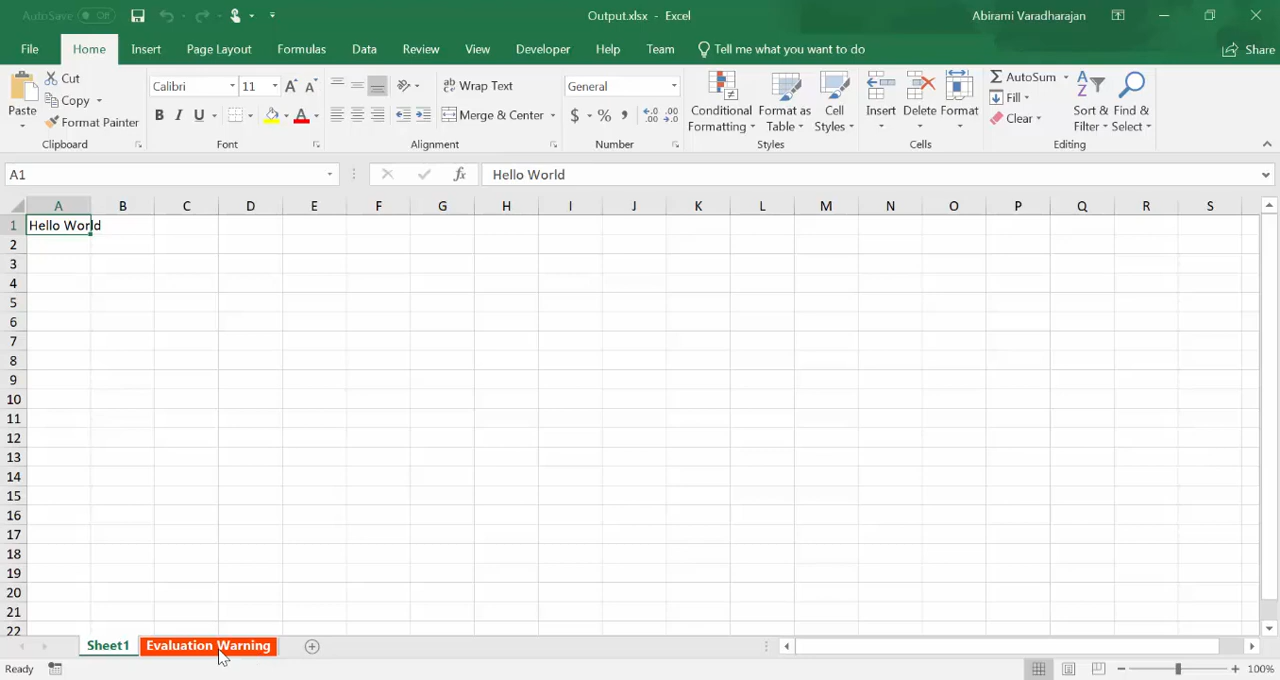 AutoSave Off
Output.xlsx - Excel
Abirami Varadharajan
File Home Insert Page Layout Formulas Data Review View Developer Help Team Tell me what you want to do Share
Paste
Cut
Copy
Format Painter
Clipboard
Calibri 11
B I U
Font
Wrap Text
Merge & Center
Alignment
General
$ % ,
Number
Conditional Formatting
Format as Table
Cell Styles
Styles
Insert Delete Format
Cells
AutoSum
Fill
Clear
Sort & Filter
Find & Select
Editing
A1 fx Hello World
A B C D E F G H I J K L M N O P Q R S
1 Hello World
2
3
4
5
6
7
8
9
10
11
12
13
14
15
16
17
18
19
20
21
22
Sheet1 Evaluation Warning
Ready 100%